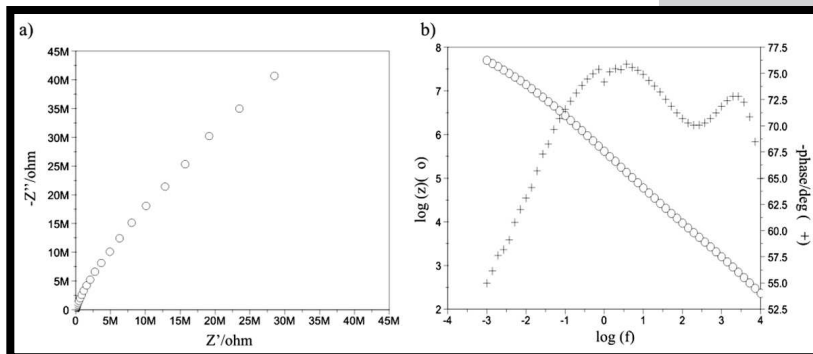 a)
45M
40M
35M
30M
25M
20M
15M
10M
5M
0
0 5M 10M 15M 20M 25M 30M 35M 40M 45M
-Z''/ohm
Z'/ohm
b)
8
7
6
5
4
3
2
-4 -3 -2 -1 0 1 2 3 4
log (z)( o)
log (f)
77.5
75.0
72.5
70.0
67.5
65.0
62.5
60.0
57.5
55.0
52.5
-phase/deg ( +)